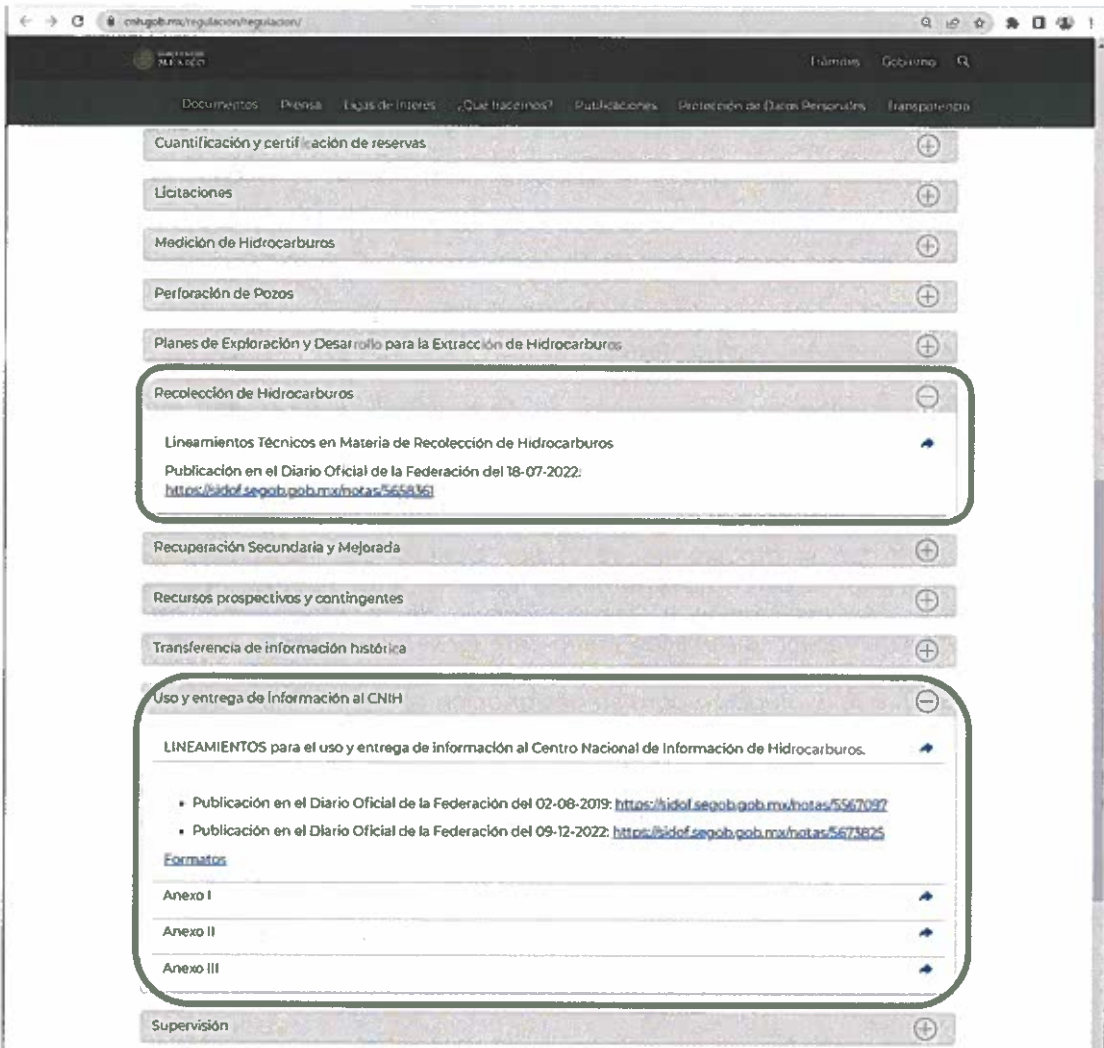 cnh.gob.mx/regulacion/regulacion/
GOBIERNO DE
MÉXICO
Trámites Gobierno
Documentos Prensa Ligas de Interés ¿Qué hacemos? Publicaciones Protección de Datos Personales Transparencia
Cuantificación y certificación de reservas
Licitaciones
Medición de Hidrocarburos
Perforación de Pozos
Planes de Exploración y Desarrollo para la Extracción de Hidrocarburos
Recolección de Hidrocarburos
Lineamientos Técnicos en Materia de Recolección de Hidrocarburos
Publicación en el Diario Oficial de la Federación del 18-07-2022:
https://sidof.segob.gob.mx/notas/5658361
Recuperación Secundaria y Mejorada
Recursos prospectivos y contingentes
Transferencia de información histórica
Uso y entrega de información al CNIH
LINEAMIENTOS para el uso y entrega de información al Centro Nacional de Información de Hidrocarburos.
• Publicación en el Diario Oficial de la Federación del 02-08-2019: https://sidof.segob.gob.mx/notas/5567097
• Publicación en el Diario Oficial de la Federación del 09-12-2022: https://sidof.segob.gob.mx/notas/5673825
Formatos
Anexo I
Anexo II
Anexo III
Supervisión